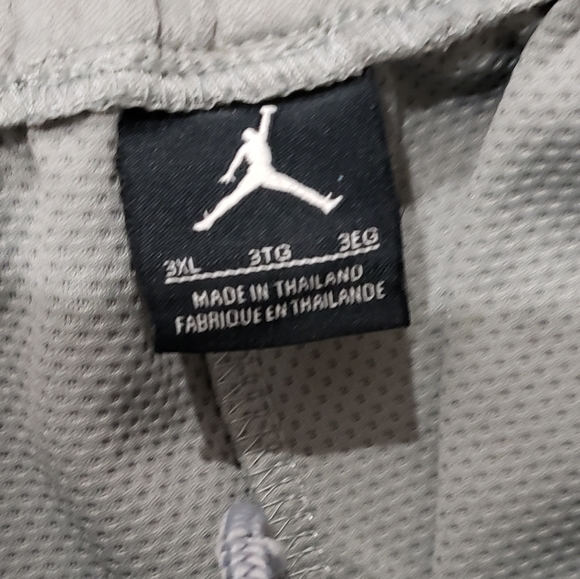 3XL 3TG 3EG
MADE IN THAILAND
FABRIQUE EN THAILANDE